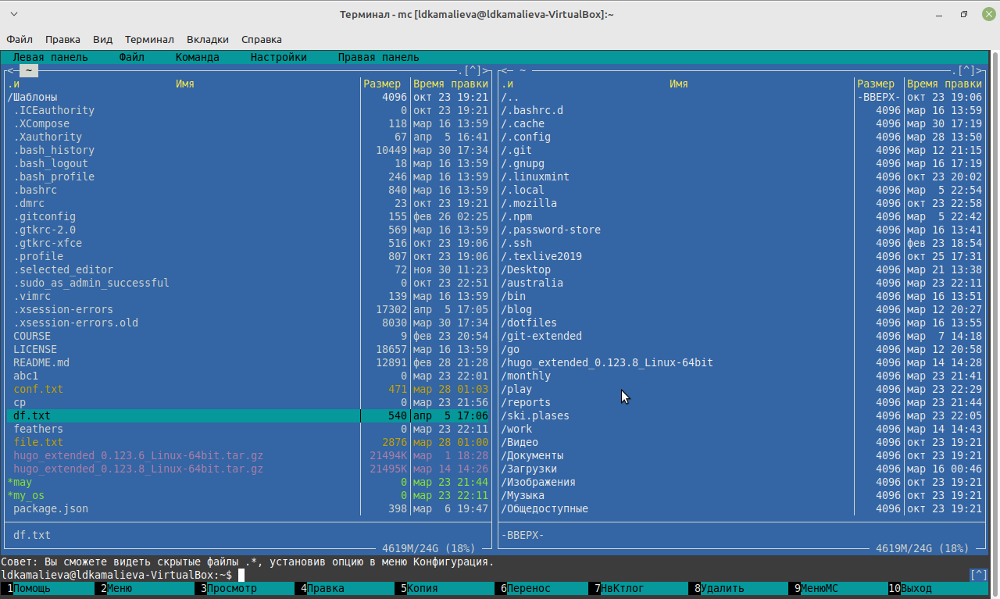 Терминал - mc [ldkamalieva@ldkamalieva-VirtualBox]:~
Файл Правка Вид Терминал Вкладки Справка
Левая панель Файл Команда Настройки Правая панель
<─ ~ .[^]> <─ ~ .[^]>
.и Имя Размер Время правки .и Имя Размер Время правки
/Шаблоны 4096 окт 23 19:21 /.. -ВВЕРХ- окт 23 19:06
.ICEauthority 0 окт 23 19:21 /.bashrc.d 4096 мар 16 13:59
.XCompose 118 мар 16 13:59 /.cache 4096 мар 30 17:19
.Xauthority 67 апр 5 16:41 /.config 4096 мар 28 13:50
.bash_history 10449 мар 30 17:34 /.git 4096 мар 12 21:15
.bash_logout 18 мар 16 13:59 /.gnupg 4096 мар 16 17:19
.bash_profile 246 мар 16 13:59 /.linuxmint 4096 окт 23 20:02
.bashrc 840 мар 16 13:59 /.local 4096 мар 5 22:54
.dmrc 23 окт 23 19:21 /.mozilla 4096 окт 23 22:58
.gitconfig 155 фев 26 02:25 /.npm 4096 мар 5 22:42
.gtkrc-2.0 569 мар 16 13:59 /.password-store 4096 мар 16 13:41
.gtkrc-xfce 516 окт 23 19:06 /.ssh 4096 фев 23 18:54
.profile 807 окт 23 19:06 /.texlive2019 4096 окт 25 17:31
.selected_editor 72 ноя 30 11:23 /Desktop 4096 мар 21 13:38
.sudo_as_admin_successful 0 окт 23 22:51 /australia 4096 мар 23 22:11
.vimrc 139 мар 16 13:59 /bin 4096 мар 16 13:51
.xsession-errors 17302 апр 5 17:05 /blog 4096 мар 12 20:27
.xsession-errors.old 8030 мар 30 17:34 /dotfiles 4096 мар 16 13:55
COURSE 9 фев 23 20:54 /git-extended 4096 мар 7 14:18
LICENSE 18657 мар 16 13:59 /go 4096 мар 12 20:58
README.md 12891 фев 28 21:28 /hugo_extended_0.123.8_Linux-64bit 4096 мар 14 14:28
abc1 0 мар 23 22:01 /monthly 4096 мар 23 21:41
conf.txt 471 мар 28 01:03 /play 4096 мар 23 22:29
cp 0 мар 23 21:56 /reports 4096 мар 23 21:44
df.txt 540 апр 5 17:06 /ski.plases 4096 мар 23 22:05
feathers 0 мар 23 22:11 /work 4096 мар 14 14:43
file.txt 2876 мар 28 01:00 /Видео 4096 окт 23 19:21
hugo_extended_0.123.6_Linux-64bit.tar.gz 21494K мар 1 18:28 /Документы 4096 окт 23 19:21
hugo_extended_0.123.8_Linux-64bit.tar.gz 21495K мар 14 14:26 /Загрузки 4096 мар 16 00:46
*may 0 мар 23 21:44 /Изображения 4096 окт 23 19:21
*my_os 0 мар 23 22:11 /Музыка 4096 окт 23 19:21
package.json 398 мар 6 19:47 /Общедоступные 4096 окт 23 19:21
df.txt -ВВЕРХ-
4619M/24G (18%) 4619M/24G (18%)
Совет: Вы сможете видеть скрытые файлы .*, установив опцию в меню Конфигурация.
ldkamalieva@ldkamalieva-VirtualBox:~$ [^]
1Помощь 2Меню 3Просмотр 4Правка 5Копия 6Перенос 7НвКтлог 8Удалить 9МенюMC 10Выход